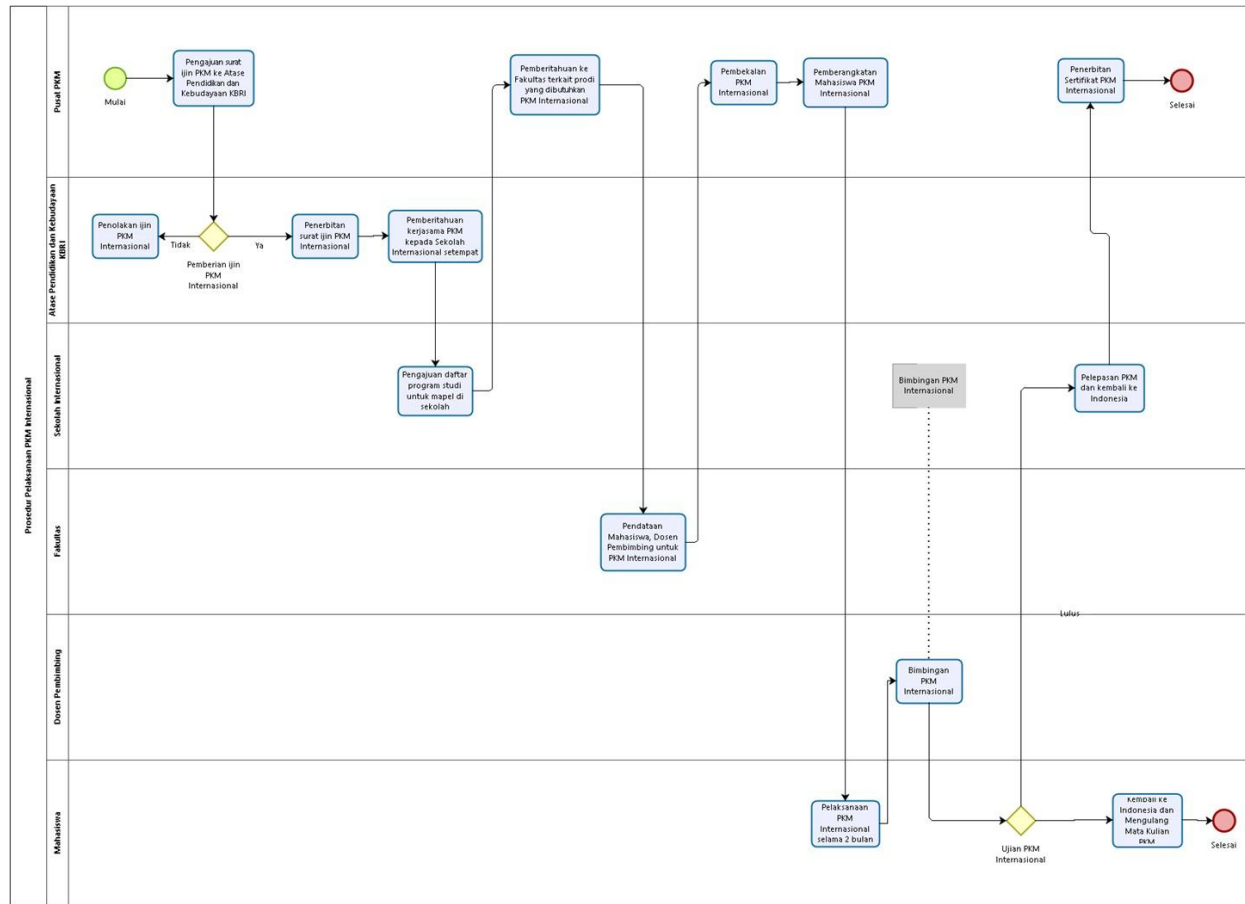 Prosedur Pelaksanaan PKM Internasional
Pusat PKM
Mulai
Pengajuan surat
ijin PKM ke Atase
Pendidikan dan
Kebudayaan KBRI
Pemberitahuan ke
Fakultas terkait prodi
yang dibutuhkan
PKM Internasional
Pembekalan
PKM
Internasional
Pemberangkatan
Mahasiswa PKM
Internasional
Penerbitan
Sertifikat PKM
Internasional
Selesai
Atase Pendidikan dan Kebudayaan
KBRI
Penolakan ijin
PKM
Internasional
Tidak
Pemberian ijin
PKM
Internasional
Ya
Penerbitan
surat ijin PKM
Internasional
Pemberitahuan
kerjasama PKM
kepada Sekolah
Internasional setempat
Sekolah Internasional
Pengajuan daftar
program studi
untuk mapel di
sekolah
Bimbingan PKM
Internasional
Pelepasan PKM
dan kembali ke
Indonesia
Fakultas
Pendataan
Mahasiswa, Dosen
Pembimbing untuk
PKM Internasional
Lulus
Dosen Pembimbing
Bimbingan
PKM
Internasional
Mahasiswa
Pelaksanaan
PKM
Internasional
selama 2 bulan
Ujian PKM
Internasional
Kembali ke
Indonesia dan
Mengulang
Mata Kulian
PKM
Selesai